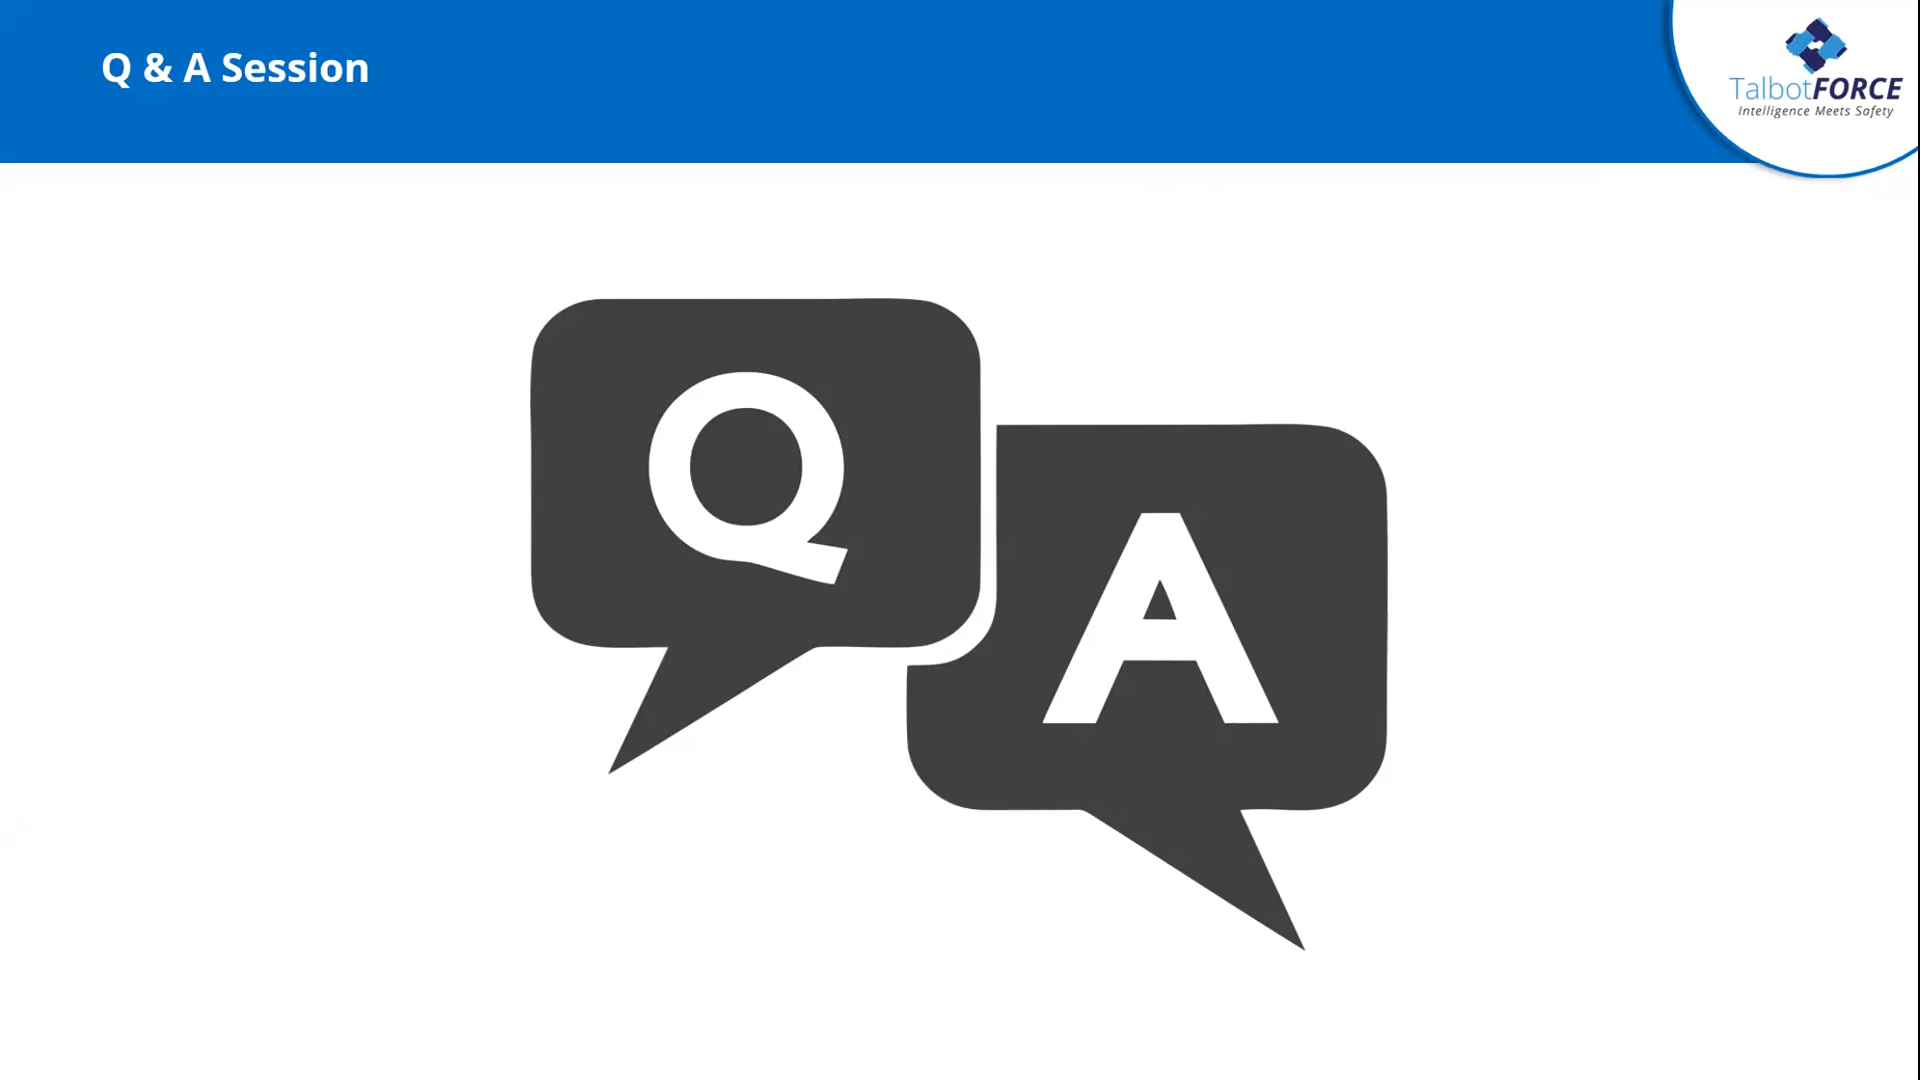 Q & A Session
TalbotFORCE
Intelligence Meets Safety
Q
A